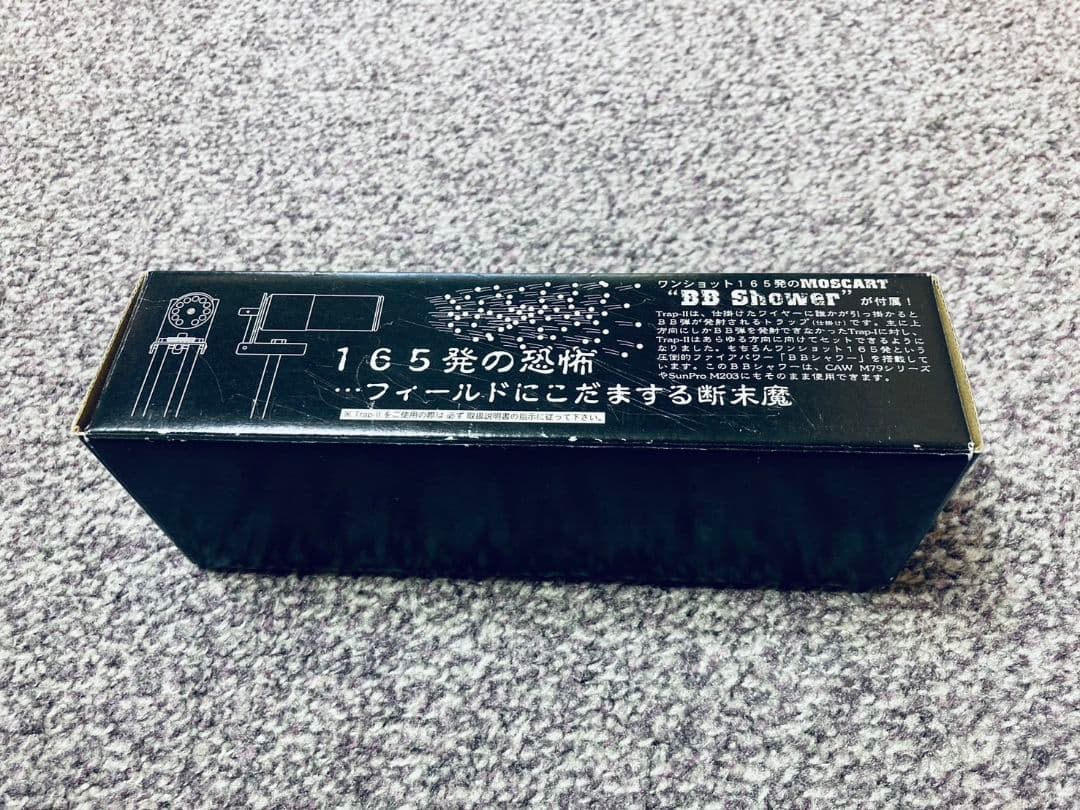 165発の恐怖
…フィールドにこだまする断末魔
※ Trap-II をご使用の際は 必ず 取扱説明書の指示に従って下さい。
ワンショット165発のMOSCART
"BB Shower" が付属！
Trap-IIは、仕掛けたワイヤーに誰かが引っ掛かると
BB弾が発射されるトラップ(仕掛け)です。主に上
方向にしかBB弾を発射できなかったTrap-Iに対し、
Trap-IIはあらゆる方向に向けてセットできるように
なりました。もちろんワンショット165発という
圧倒的ファイアパワー「BBシャワー」を搭載して
います。このBBシャワーは、CAW M79シリーズ
やSunPro M203にもそのまま使用できます。